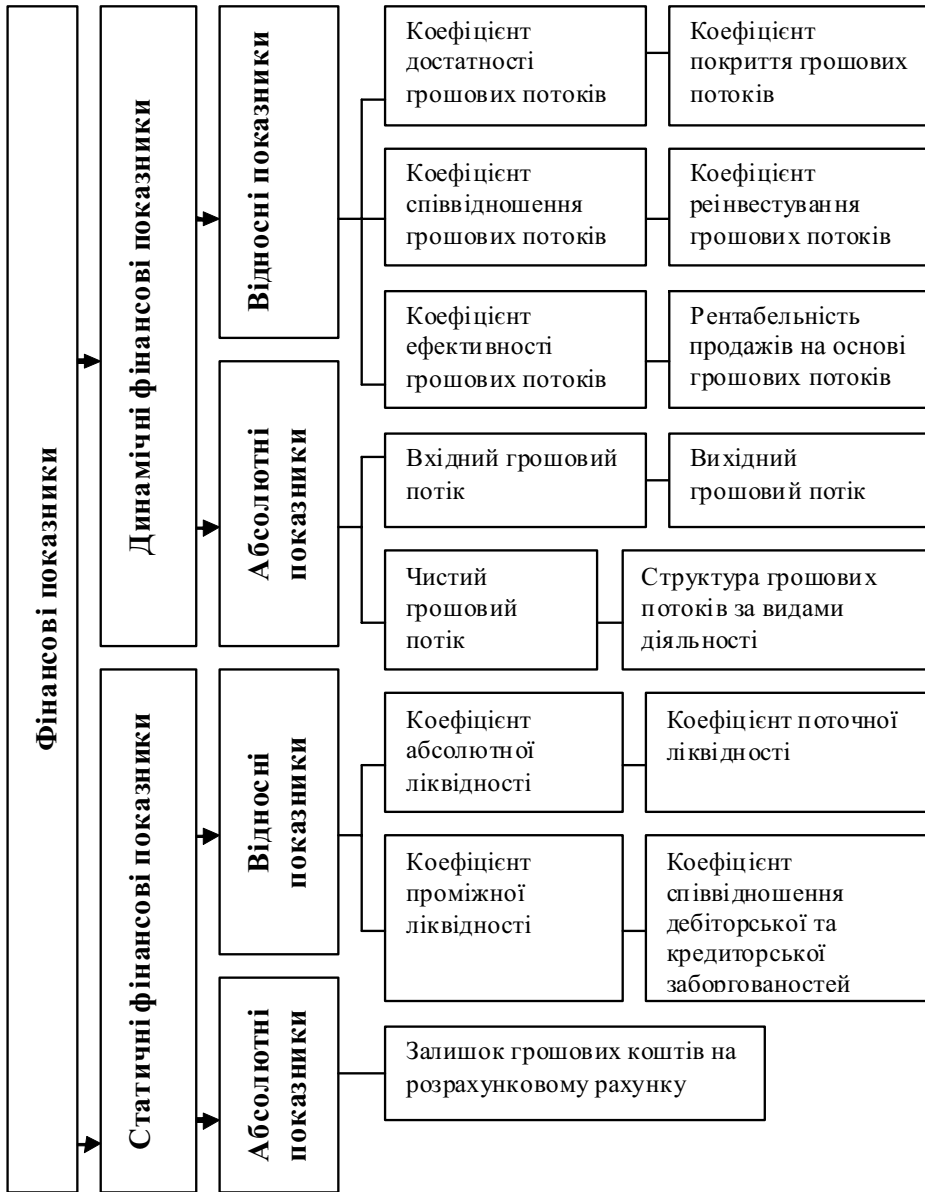 Фінансові показники
Динамічні фінансові показники
Відносні показники
Коефіцієнт
достатності
грошових потоків
Коефіцієнт
покриття грошових
потоків
Коефіцієнт
співвідношення
грошових потоків
Коефіцієнт
реінвестування
грошових потоків
Коефіцієнт
ефективності
грошових потоків
Рентабельність
продажів на основі
грошових потоків
Абсолютні
показники
Вхідний грошовий
потік
Вихідний
грошовий потік
Чистий
грошовий
потік
Структура грошових
потоків за видами
діяльності
Статичні фінансові показники
Відносні
показники
Коефіцієнт
абсолютної
ліквідності
Коефіцієнт поточної
ліквідності
Коефіцієнт
проміжної
ліквідності
Коефіцієнт
співвідношення
дебіторської та
кредиторської
заборгованостей
Абсолютні
показники
Залишок грошових коштів на
розрахунковому рахунку